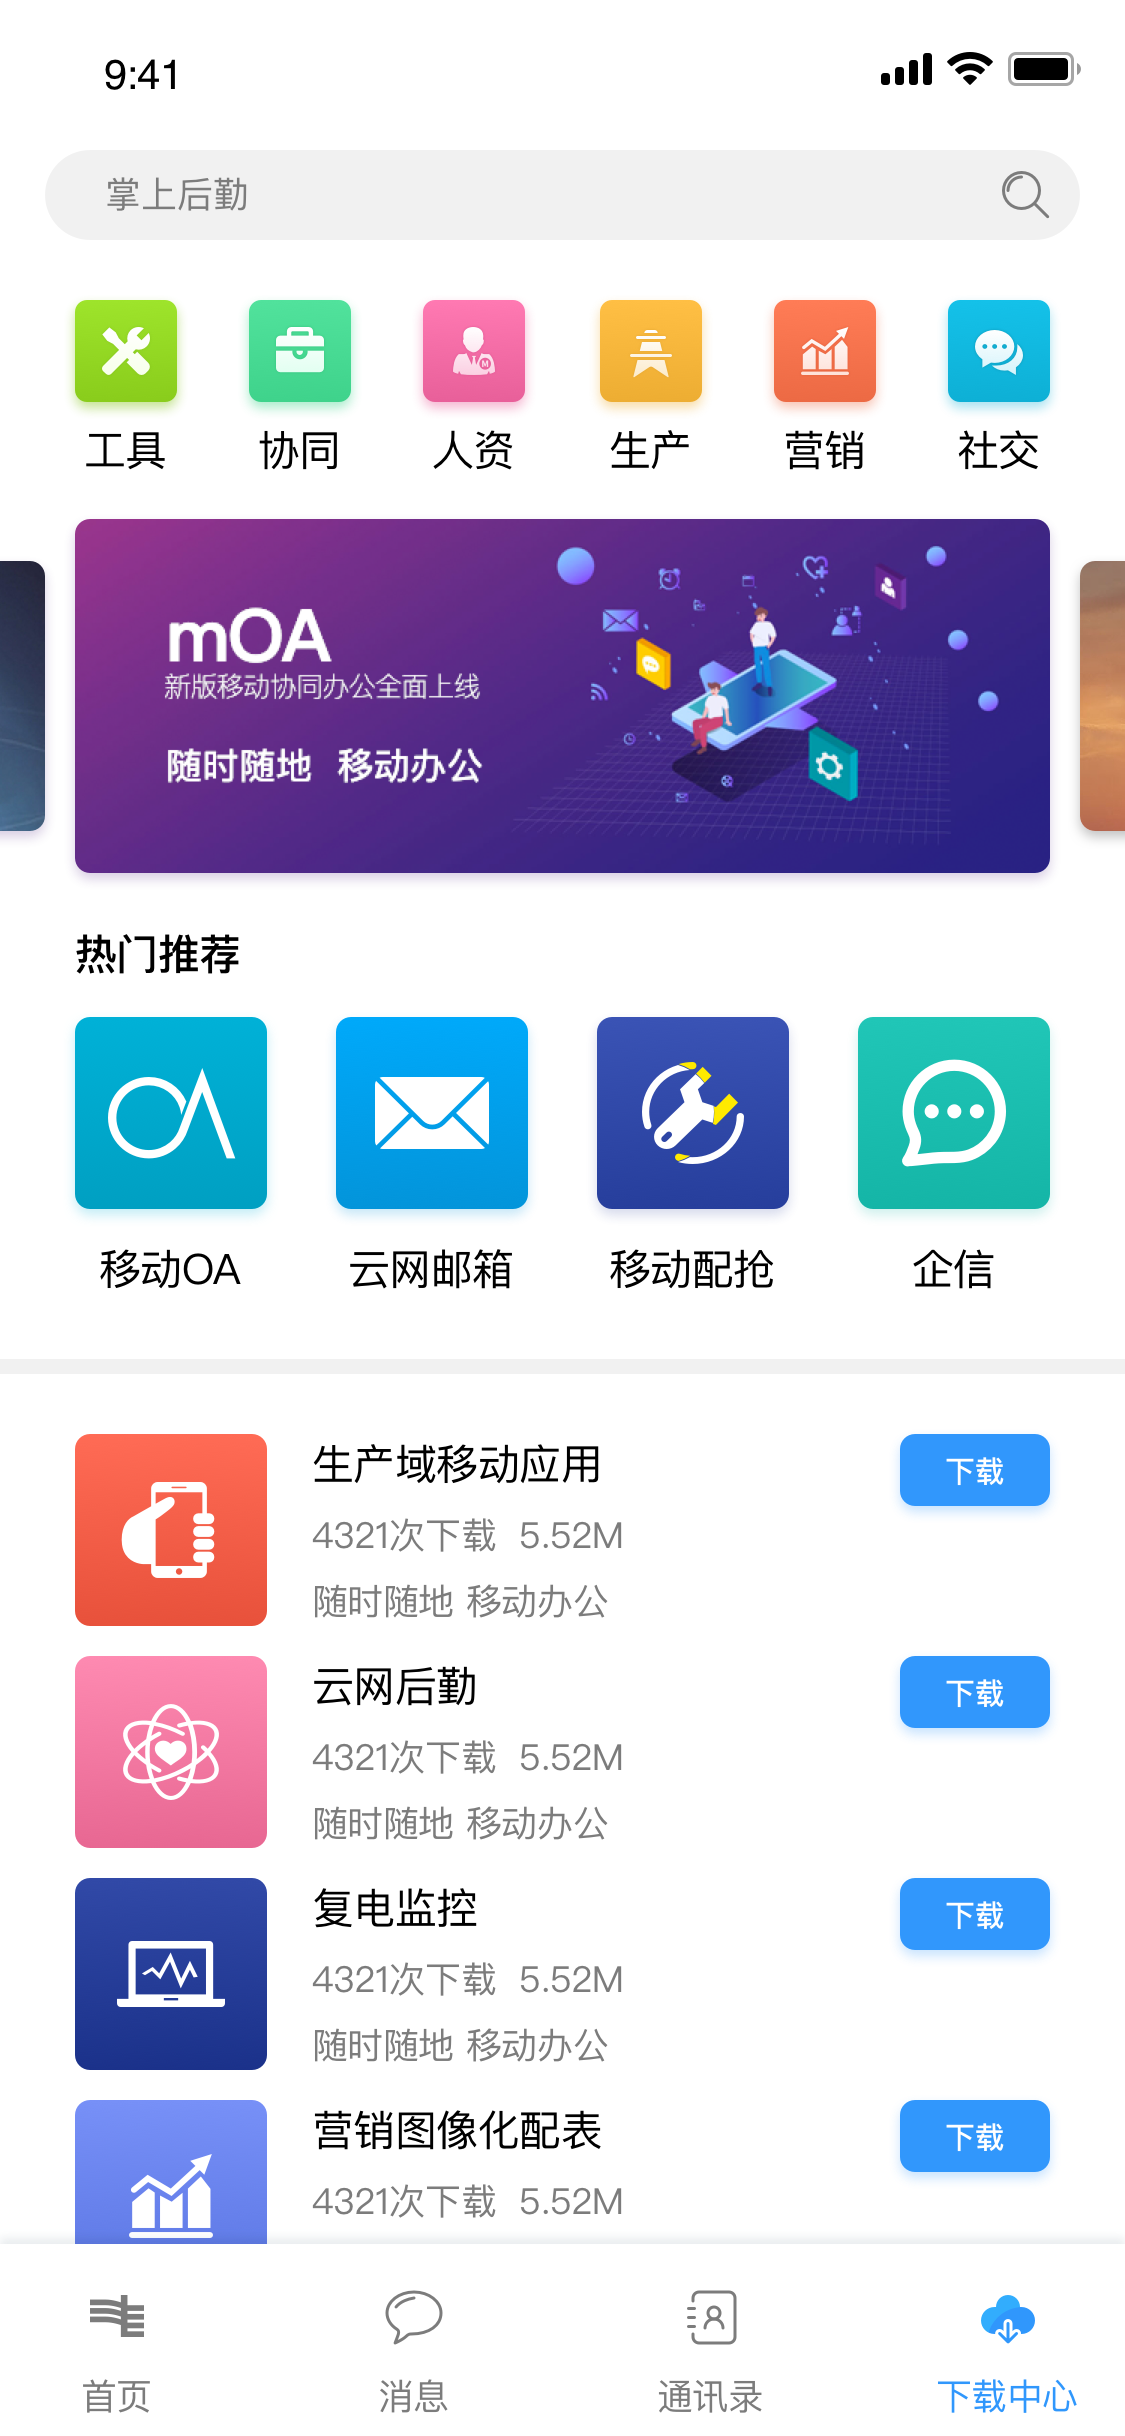 9:41
掌上后勤
工具 协同 人资 生产 营销 社交
mOA
新版移动协同办公全面上线
随时随地 移动办公
热门推荐
移动OA 云网邮箱 移动配抢 企信
生产域移动应用
下载
4321次下载 5.52M
随时随地 移动办公
云网后勤
下载
4321次下载 5.52M
随时随地 移动办公
复电监控
下载
4321次下载 5.52M
随时随地 移动办公
营销图像化配表
下载
4321次下载 5.52M
首页 消息 通讯录 下载中心